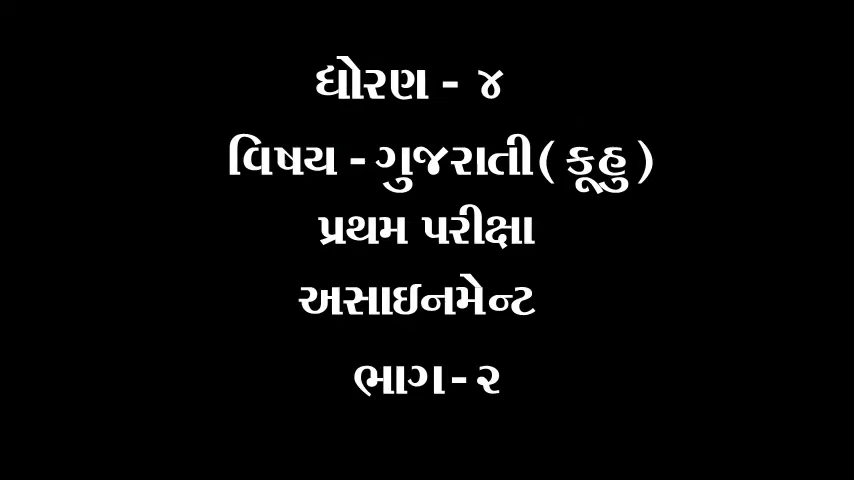 ધોરણ - ૪
વિષય - ગુજરાતી( કૂહુ )
પ્રથમ પરીક્ષા
અસાઇનમેન્ટ
ભાગ - ૨